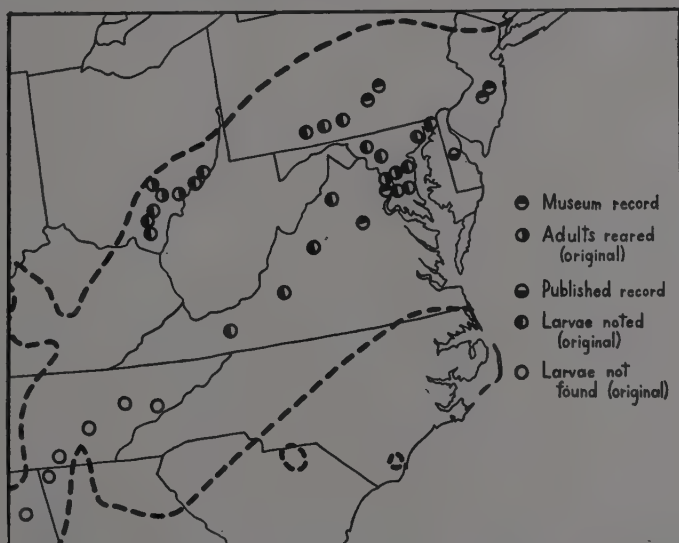 Museum record
Adults reared
(original)
Published record
Larvae noted
(original)
Larvae not
found (original)